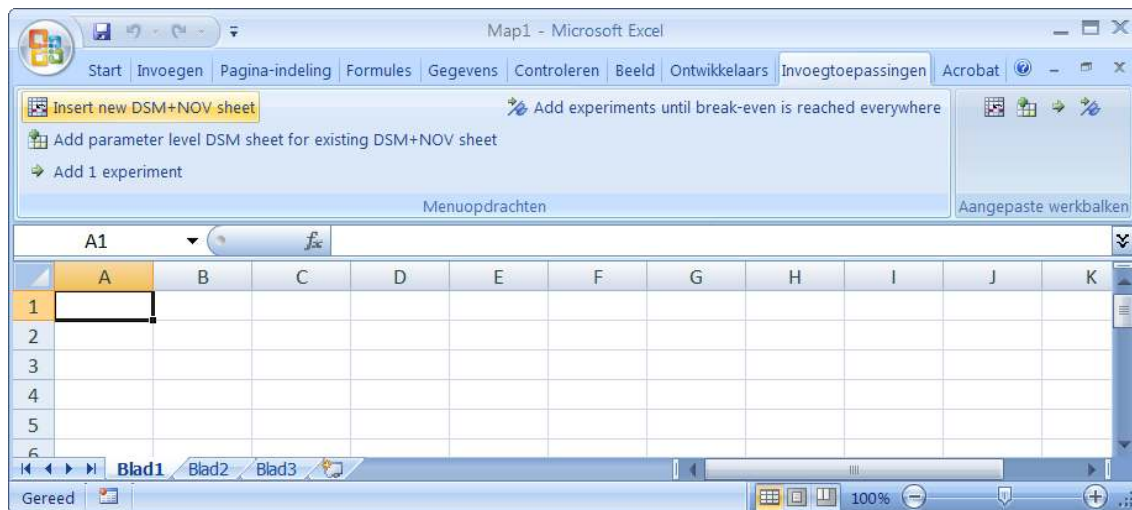 Map1 - Microsoft Excel
Start Invoegen Pagina-indeling Formules Gegevens Controleren Beeld Ontwikkelaars Invoegtoepassingen Acrobat
Insert new DSM+NOV sheet
Add experiments until break-even is reached everywhere
Add parameter level DSM sheet for existing DSM+NOV sheet
Add 1 experiment
Menuopdrachten
Aangepaste werkbalken
A1
fx
A B C D E F G H I J K
1
2
3
4
5
6
Blad1 Blad2 Blad3
Gereed 100%